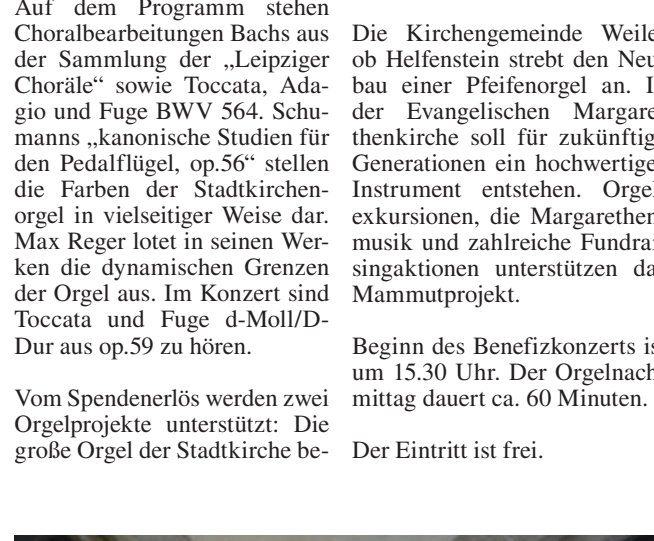 Auf dem Programm stehen
Choralbearbeitungen Bachs aus
der Sammlung der „Leipziger
Choräle“ sowie Toccata, Ada-
gio und Fuge BWV 564. Schu-
manns „kanonische Studien für
den Pedalflügel, op.56“ stellen
die Farben der Stadtkirchen-
orgel in vielseitiger Weise dar.
Max Reger lotet in seinen Wer-
ken die dynamischen Grenzen
der Orgel aus. Im Konzert sind
Toccata und Fuge d-Moll/D-
Dur aus op.59 zu hören.
Vom Spendenerlös werden zwei
Orgelprojekte unterstützt: Die
große Orgel der Stadtkirche be-
Die Kirchengemeinde Weile
ob Helfenstein strebt den Neu
bau einer Pfeifenorgel an. I
der Evangelischen Margare
thenkirche soll für zukünftig
Generationen ein hochwertige
Instrument entstehen. Orgel
exkursionen, die Margarethen
musik und zahlreiche Fundrai
singaktionen unterstützen da
Mammutprojekt.
Beginn des Benefizkonzerts is
um 15.30 Uhr. Der Orgelnach
mittag dauert ca. 60 Minuten.
Der Eintritt ist frei.